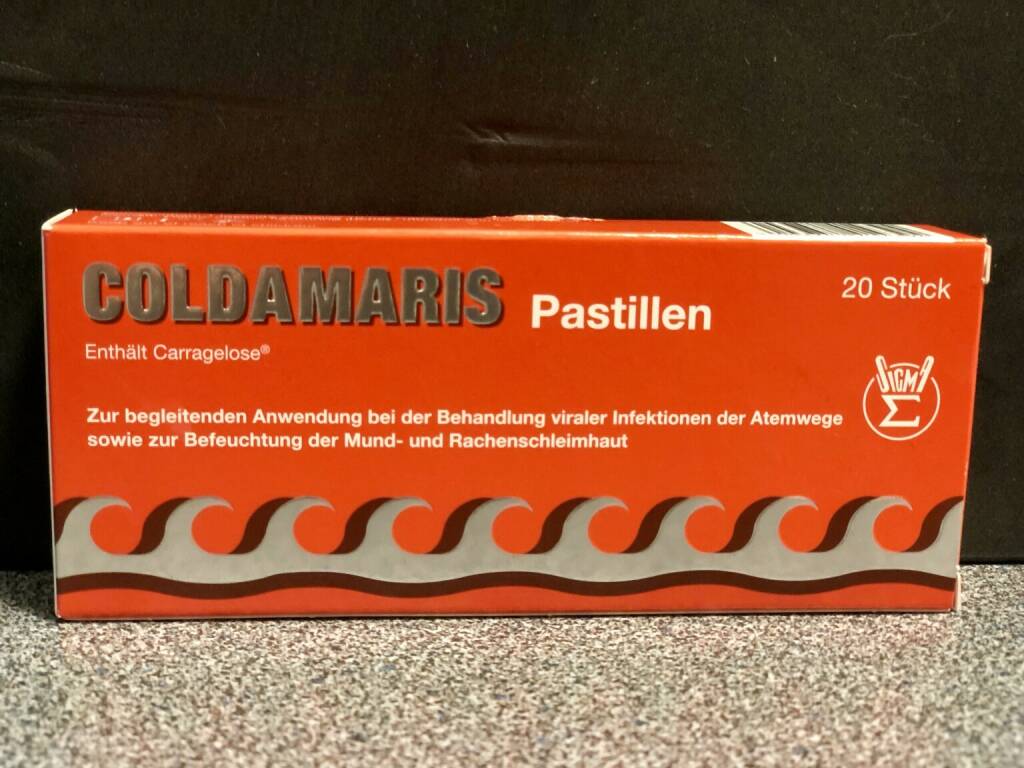 COLDAMARIS Pastillen
20 Stück
Enthält Carragelose®
SIGMA
Σ
Zur begleitenden Anwendung bei der Behandlung viraler Infektionen der Atemwege
sowie zur Befeuchtung der Mund- und Rachenschleimhaut